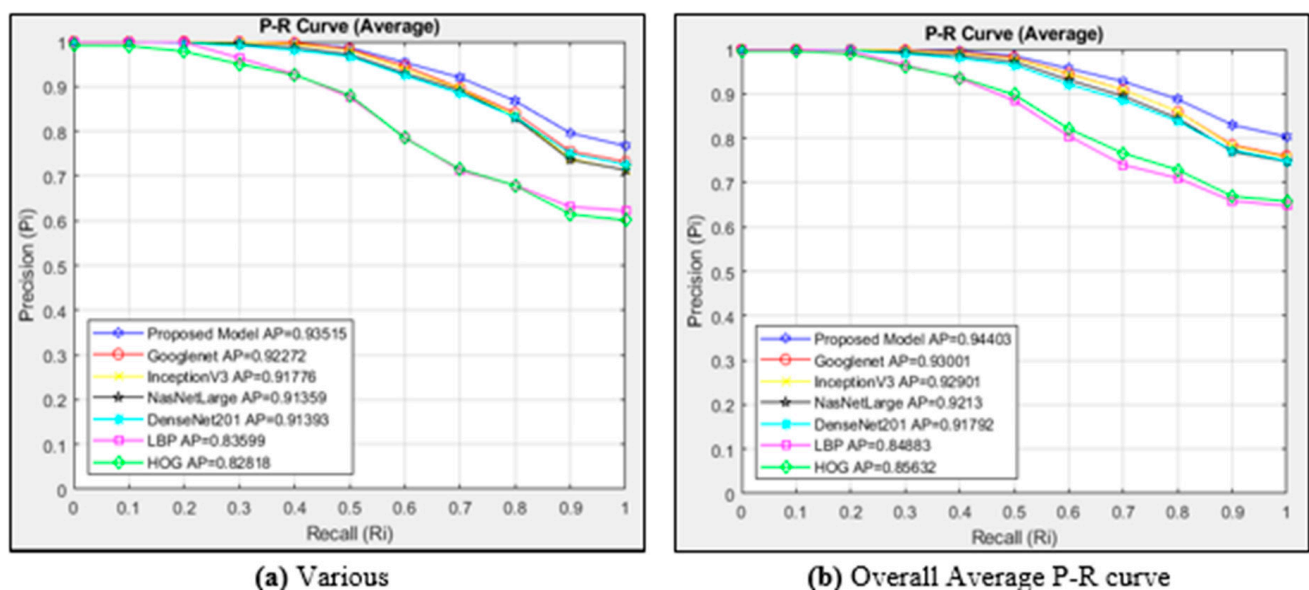 P-R Curve (Average)
1
0.9
0.8
0.7
0.6
0.5
0.4
0.3
0.2
0.1
0
Precision (Pi)
Proposed Model AP=0.93515
Googlenet AP=0.92272
InceptionV3 AP=0.91776
NasNetLarge AP=0.91359
DenseNet201 AP=0.91393
LBP AP=0.83599
HOG AP=0.82818
0 0.1 0.2 0.3 0.4 0.5 0.6 0.7 0.8 0.9 1
Recall (Ri)
(a) Various
P-R Curve (Average)
1
0.9
0.8
0.7
0.6
0.5
0.4
0.3
0.2
0.1
0
Precision (Pi)
Proposed Model AP=0.94403
Googlenet AP=0.93001
InceptionV3 AP=0.92901
NasNetLarge AP=0.9213
DenseNet201 AP=0.91792
LBP AP=0.84883
HOG AP=0.85632
0 0.1 0.2 0.3 0.4 0.5 0.6 0.7 0.8 0.9 1
Recall (Ri)
(b) Overall Average P-R curve